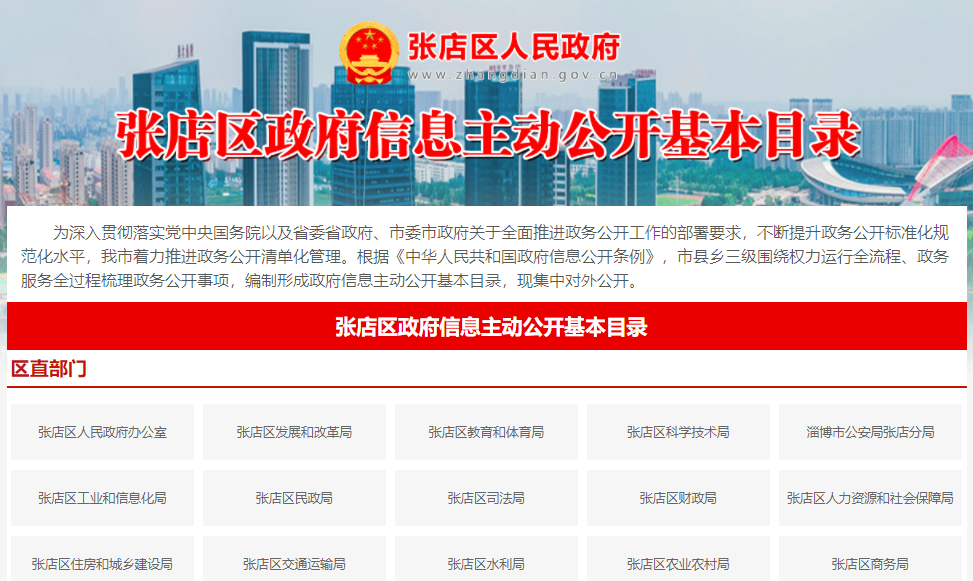 张店区人民政府
www.zhangdian.gov.cn
张店区政府信息主动公开基本目录
为深入贯彻落实党中央国务院以及省委省政府、市委市政府关于全面推进政务公开工作的部署要求，不断提升政务公开标准化规
范化水平，我市着力推进政务公开清单化管理。根据《中华人民共和国政府信息公开条例》，市县乡三级围绕权力运行全流程、政务
服务全过程梳理政务公开事项，编制形成政府信息主动公开基本目录，现集中对外公开。
张店区政府信息主动公开基本目录
区直部门
张店区人民政府办公室
张店区发展和改革局
张店区教育和体育局
张店区科学技术局
淄博市公安局张店分局
张店区工业和信息化局
张店区民政局
张店区司法局
张店区财政局
张店区人力资源和社会保障局
张店区住房和城乡建设局
张店区交通运输局
张店区水利局
张店区农业农村局
张店区商务局